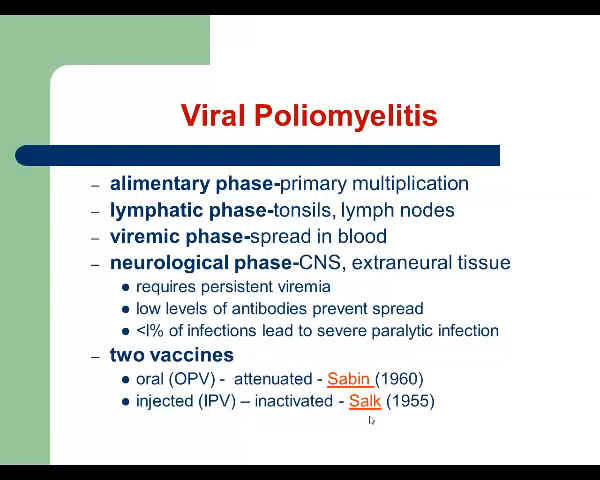 Viral Poliomyelitis
– alimentary phase-primary multiplication
– lymphatic phase-tonsils, lymph nodes
– viremic phase-spread in blood
– neurological phase-CNS, extraneural tissue
• requires persistent viremia
• low levels of antibodies prevent spread
• <l% of infections lead to severe paralytic infection
– two vaccines
• oral (OPV) - attenuated - Sabin (1960)
• injected (IPV) – inactivated - Salk (1955)